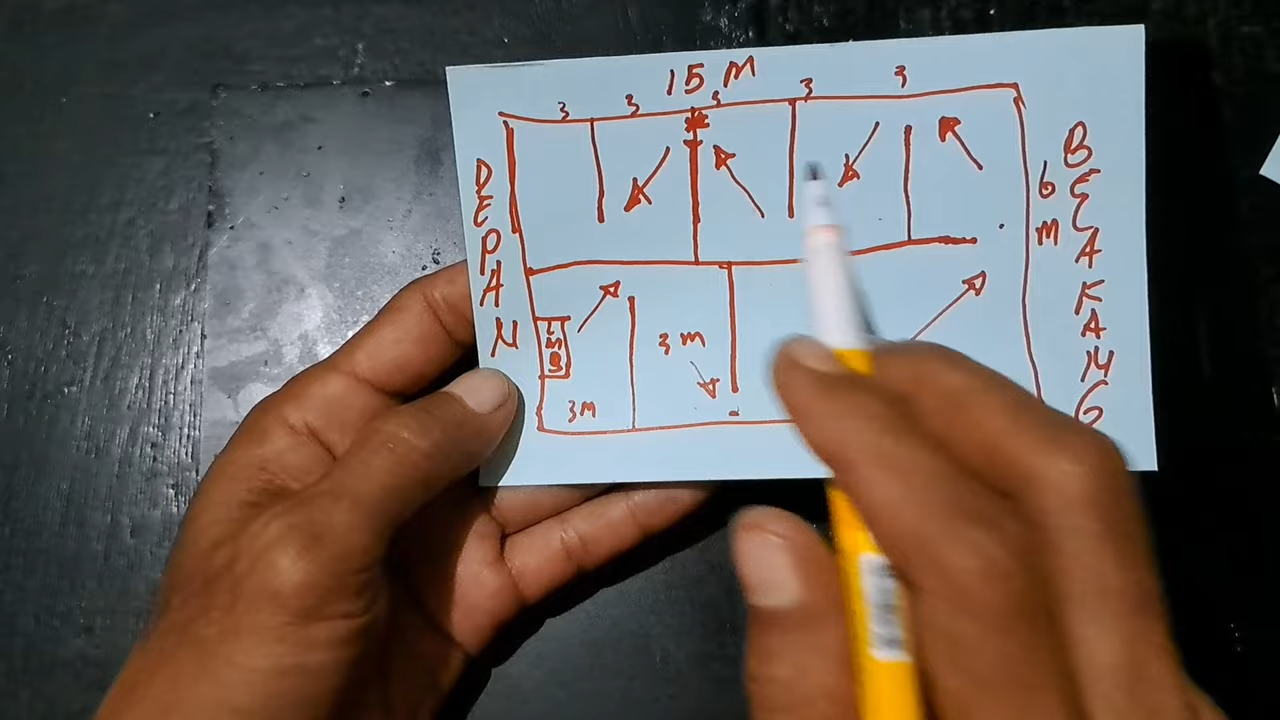 15 M
3 3 3 3 3
DEPAN
6 M
BELAKANG
3 M
3M